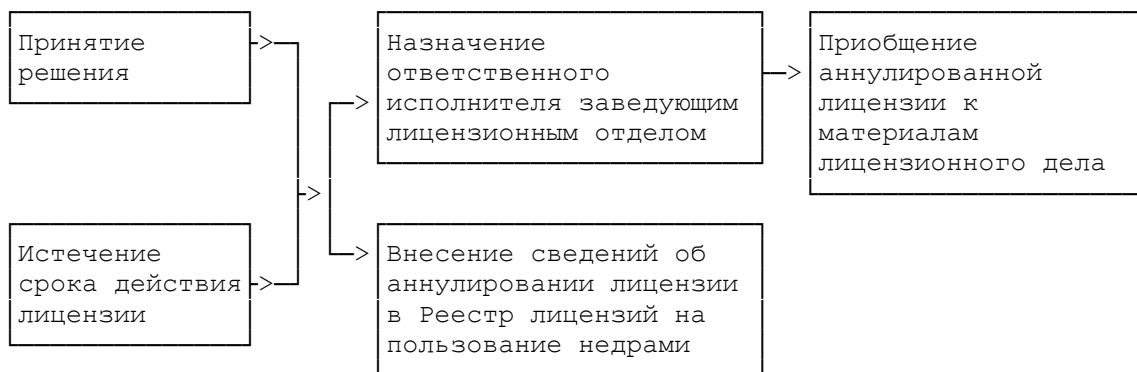 Принятие
решения
Назначение
ответственного
исполнителя заведующим
лицензионным отделом
Приобщение
аннулированной
лицензии к
материалам
лицензионного дела
Истечение
срока действия
лицензии
Внесение сведений об
аннулировании лицензии
в Реестр лицензий на
пользование недрами